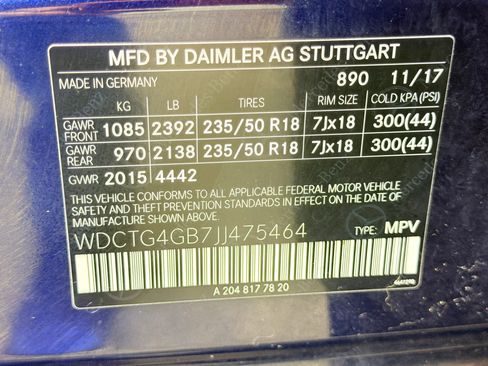 MFD BY DAIMLER AG STUTTGART
MADE IN GERMANY 890 11/17
KG LB TIRES RIM SIZE COLD KPA(PSI)
GAWR FRONT 1085 2392 235/50 R18 7Jx18 300(44)
GAWR REAR 970 2138 235/50 R18 7Jx18 300(44)
GVWR 2015 4442
THIS VEHICLE CONFORMS TO ALL APPLICABLE FEDERAL MOTOR VEHICLE
SAFETY, BUMPER AND THEFT PREVENTION STANDARDS IN EFFECT ON THE
DATE OF MANUFACTURE SHOWN ABOVE.
WDCTG4GB7JJ475464 TYPE: MPV
A 204 817 78 20